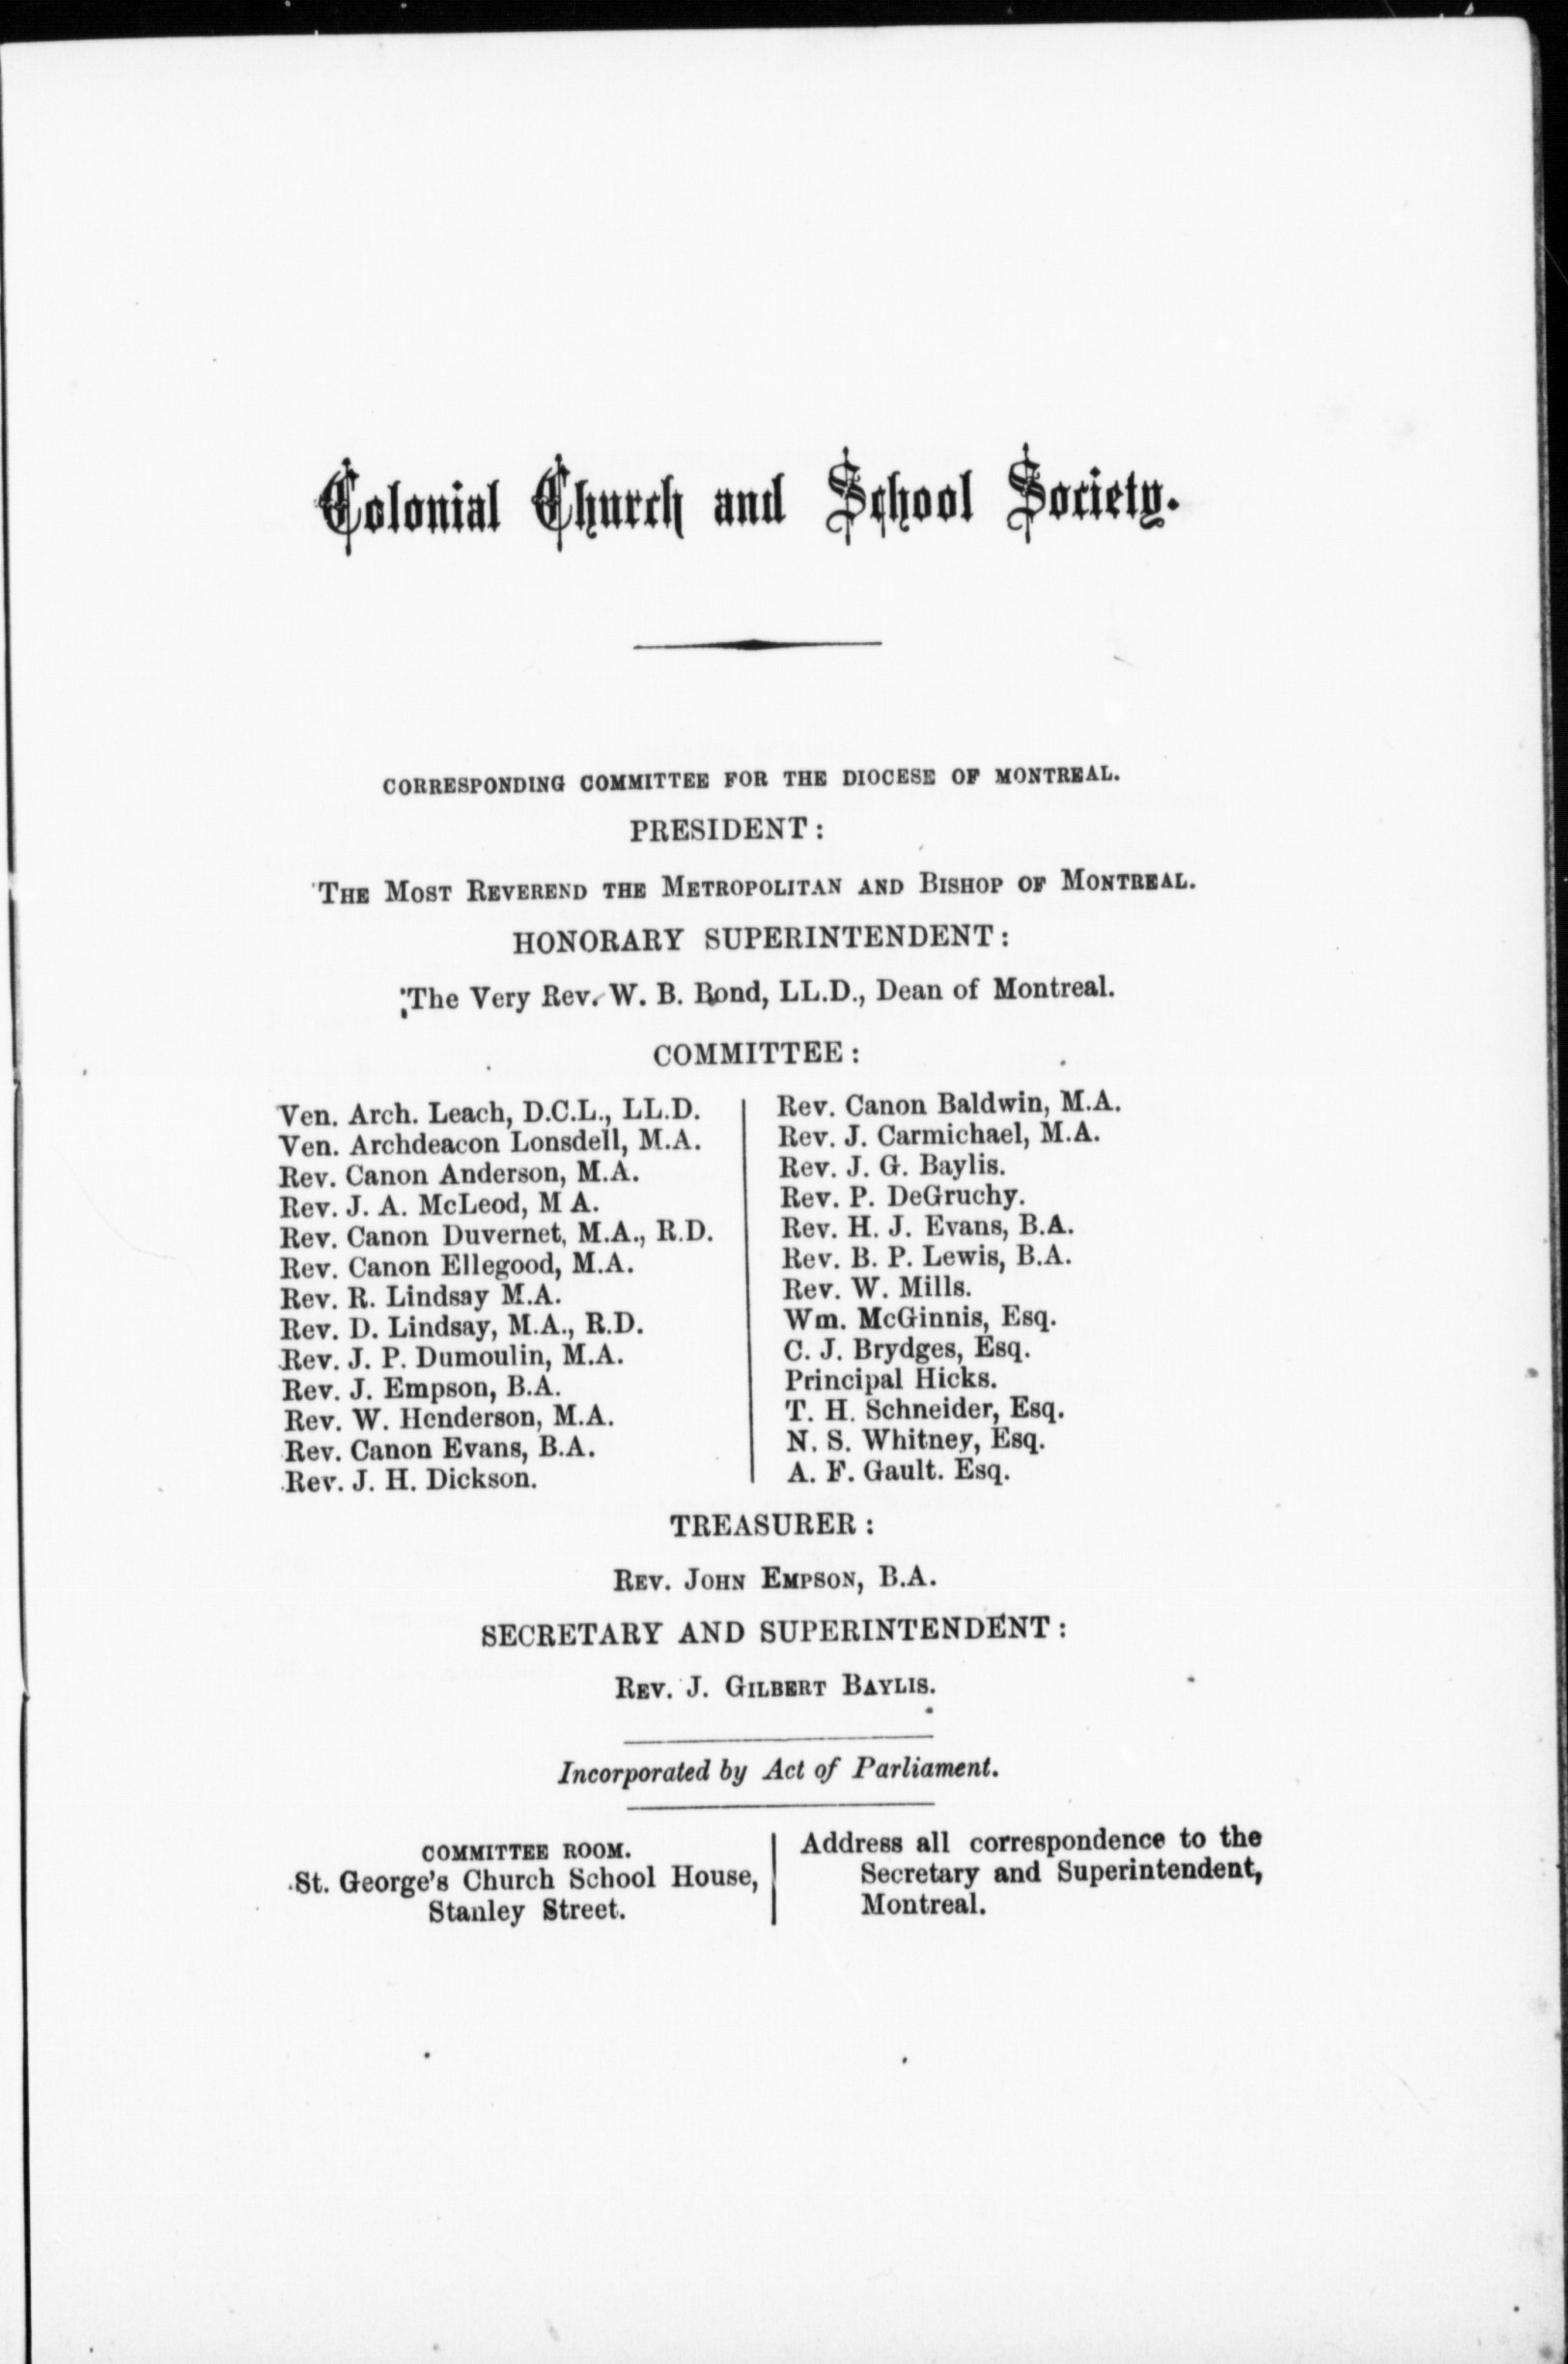 Colonial Church and School Society.
CORRESPONDING COMMITTEE FOR THE DIOCESE OF MONTREAL.
PRESIDENT:
THE MOST REVEREND THE METROPOLITAN AND BISHOP OF MONTREAL.
HONORARY SUPERINTENDENT:
The Very Rev. W. B. Bond, LL.D., Dean of Montreal.
COMMITTEE:
Ven. Arch. Leach, D.C.L., LL.D.
Ven. Archdeacon Lonsdell, M.A.
Rev. Canon Anderson, M.A.
Rev. J. A. McLeod, M A.
Rev. Canon Duvernet, M.A., R.D.
Rev. Canon Ellegood, M.A.
Rev. R. Lindsay M.A.
Rev. D. Lindsay, M.A., R.D.
Rev. J. P. Dumoulin, M.A.
Rev. J. Empson, B.A.
Rev. W. Henderson, M.A.
Rev. Canon Evans, B.A.
Rev. J. H. Dickson.
Rev. Canon Baldwin, M.A.
Rev. J. Carmichael, M.A.
Rev. J. G. Baylis.
Rev. P. DeGruchy.
Rev. H. J. Evans, B.A.
Rev. B. P. Lewis, B.A.
Rev. W. Mills.
Wm. McGinnis, Esq.
C. J. Brydges, Esq.
Principal Hicks.
T. H. Schneider, Esq.
N. S. Whitney, Esq.
A. F. Gault. Esq.
TREASURER:
REV. JOHN EMPSON, B.A.
SECRETARY AND SUPERINTENDENT:
REV. J. GILBERT BAYLIS.
Incorporated by Act of Parliament.
COMMITTEE ROOM.
St. George's Church School House,
Stanley Street.
Address all correspondence to the
Secretary and Superintendent,
Montreal.